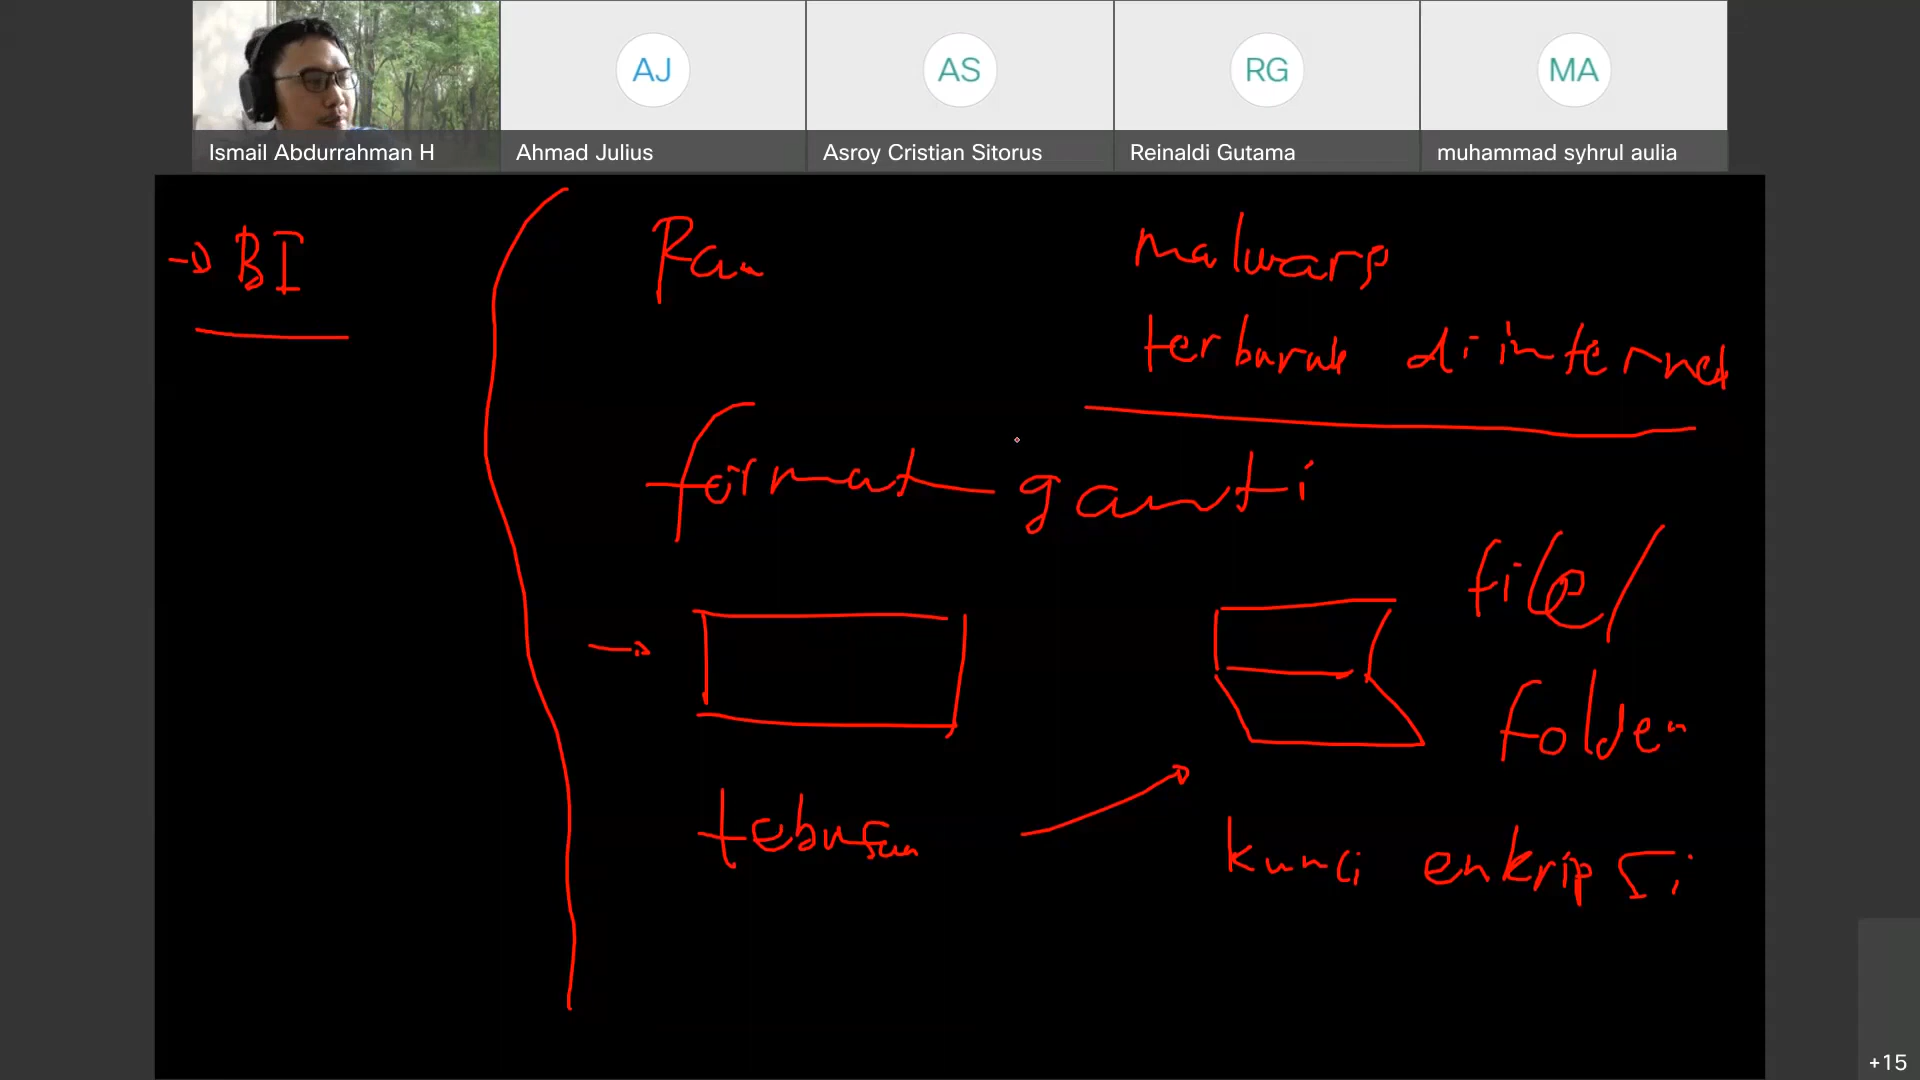 AJ
AS
RG
MA
Ismail Abdurrahman H
Ahmad Julius
Asroy Cristian Sitorus
Reinaldi Gutama
muhammad syhrul aulia
BI
Ran
malware
terburuk di internet
format ganti
file/
folder
tebusan
kunci enkripsi
+15